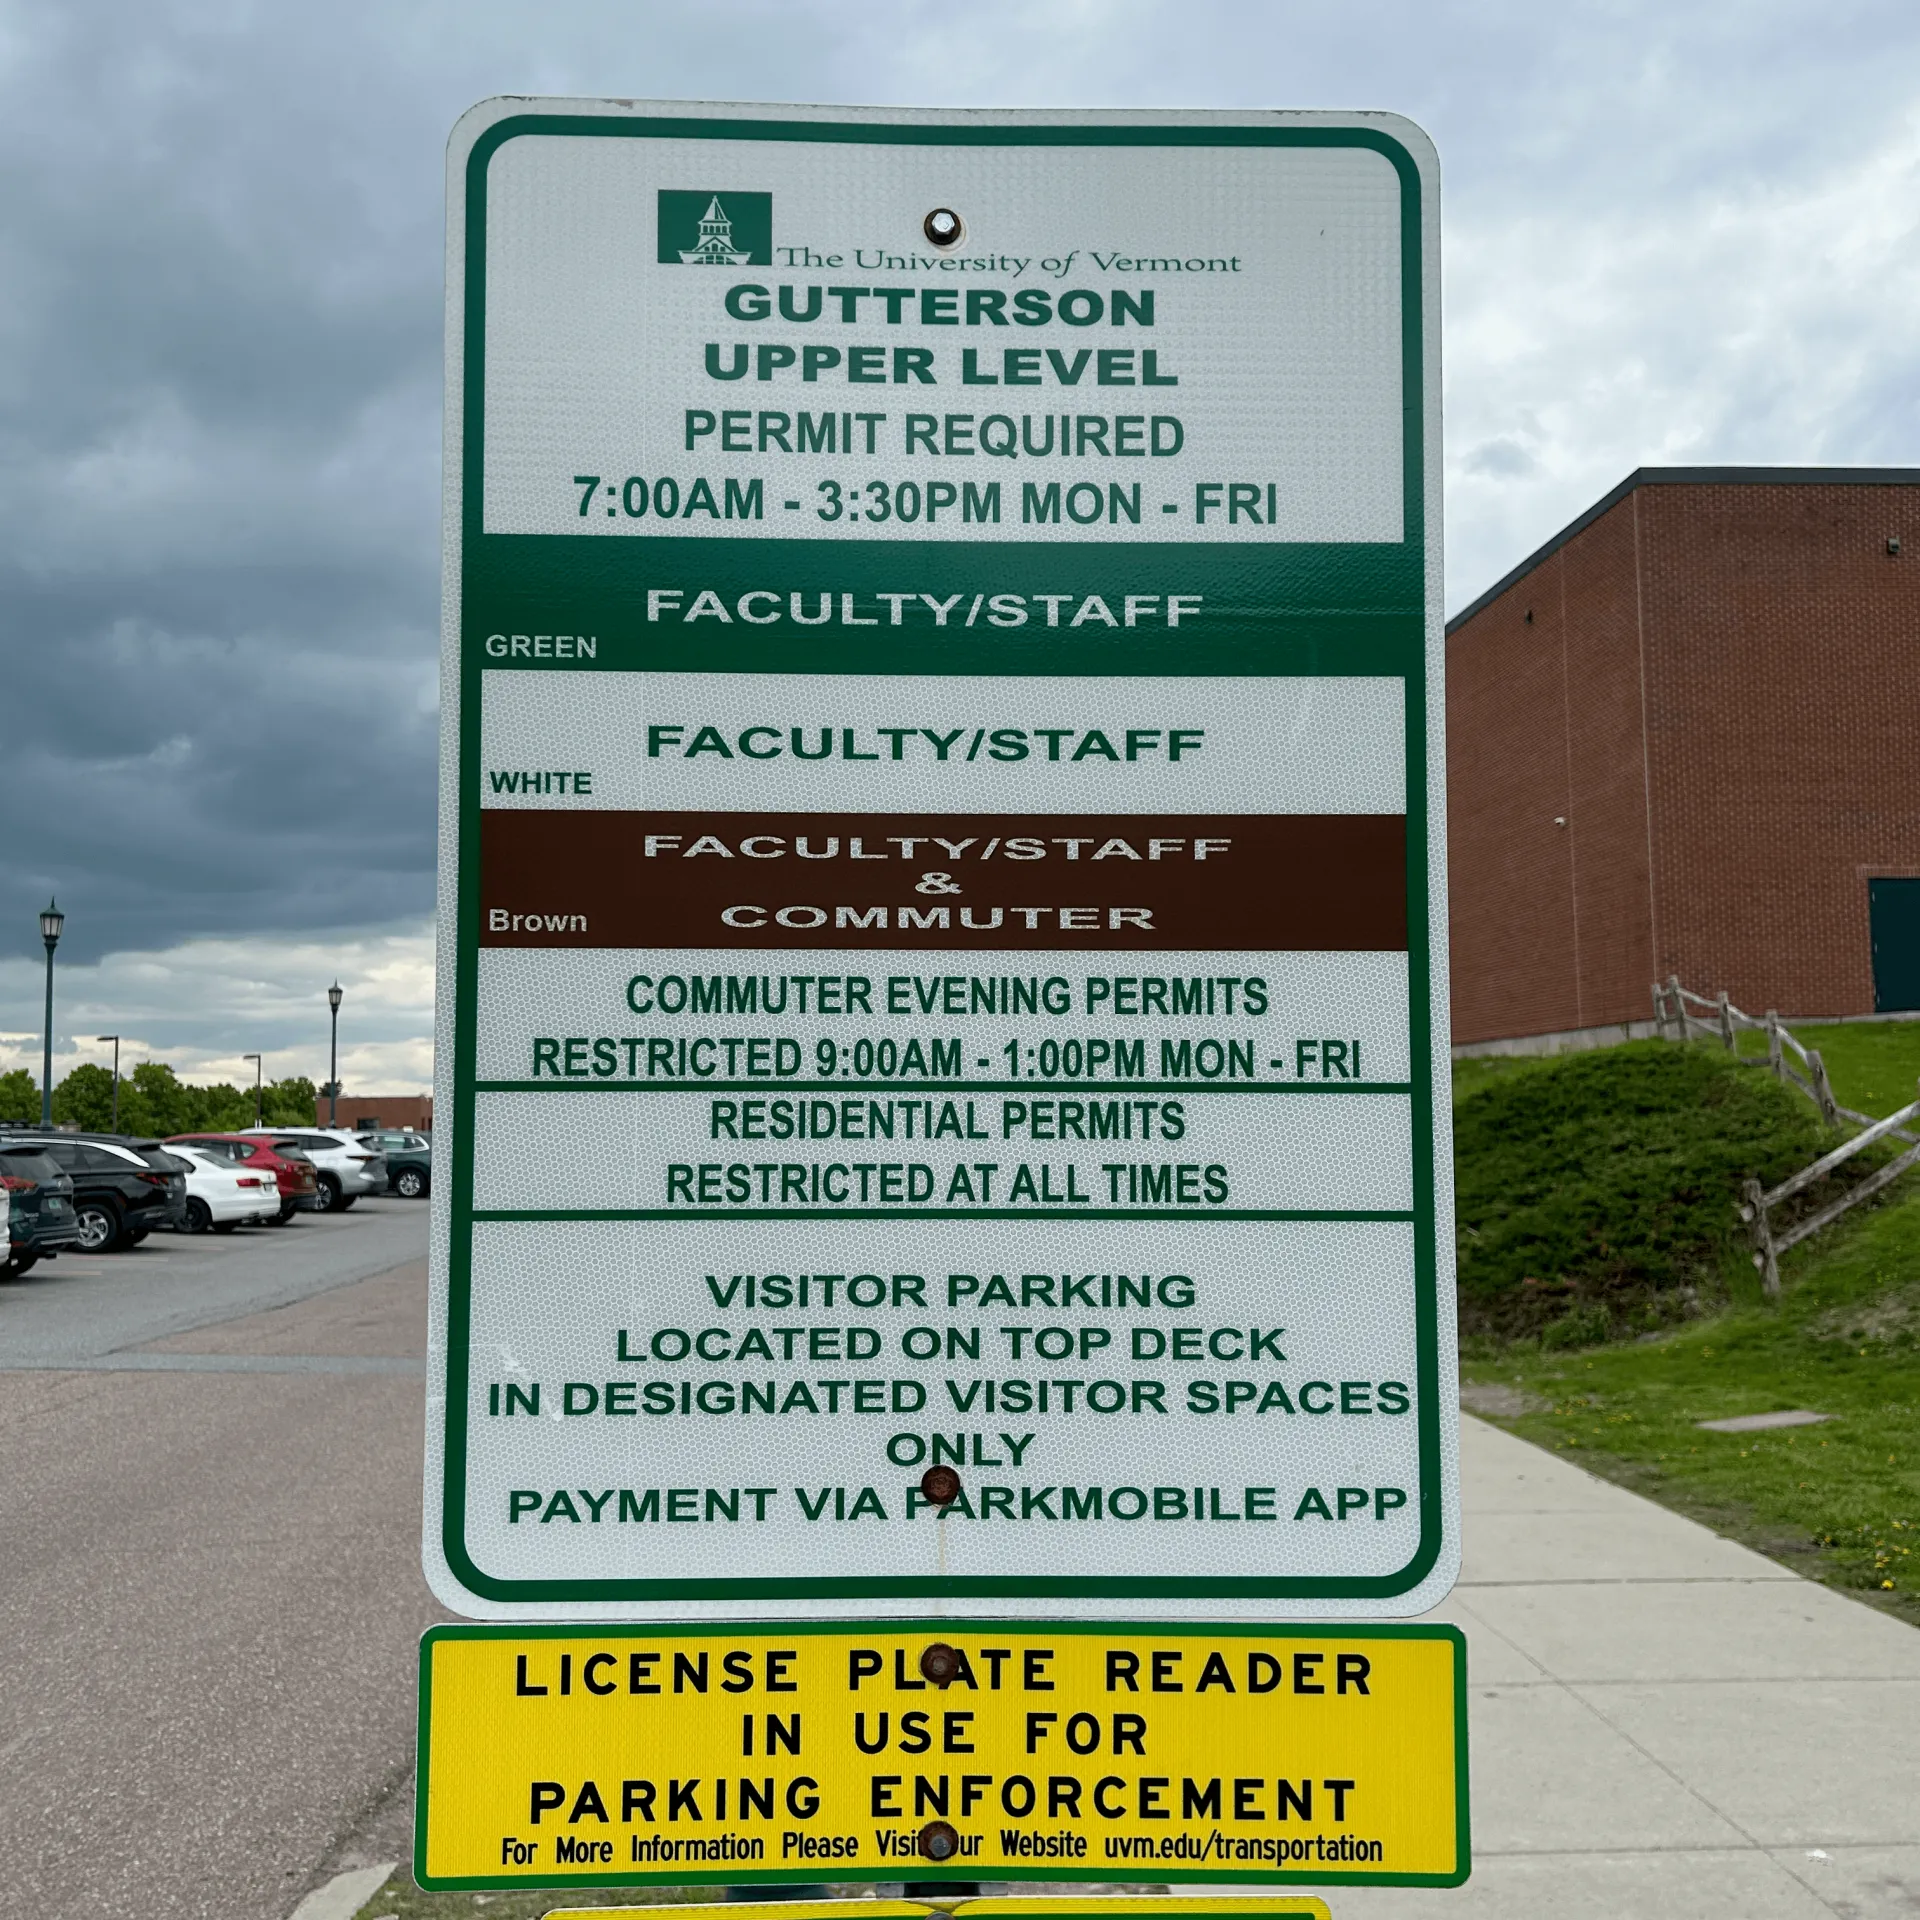 The University of Vermont
GUTTERSON
UPPER LEVEL
PERMIT REQUIRED
7:00AM - 3:30PM MON - FRI
FACULTY/STAFF
GREEN
FACULTY/STAFF
WHITE
FACULTY/STAFF
&
COMMUTER
Brown
COMMUTER EVENING PERMITS
RESTRICTED 9:00AM - 1:00PM MON - FRI
RESIDENTIAL PERMITS
RESTRICTED AT ALL TIMES
VISITOR PARKING
LOCATED ON TOP DECK
IN DESIGNATED VISITOR SPACES
ONLY
PAYMENT VIA PARKMOBILE APP
LICENSE PLATE READER
IN USE FOR
PARKING ENFORCEMENT
For More Information Please Visit Our Website uvm.edu/transportation